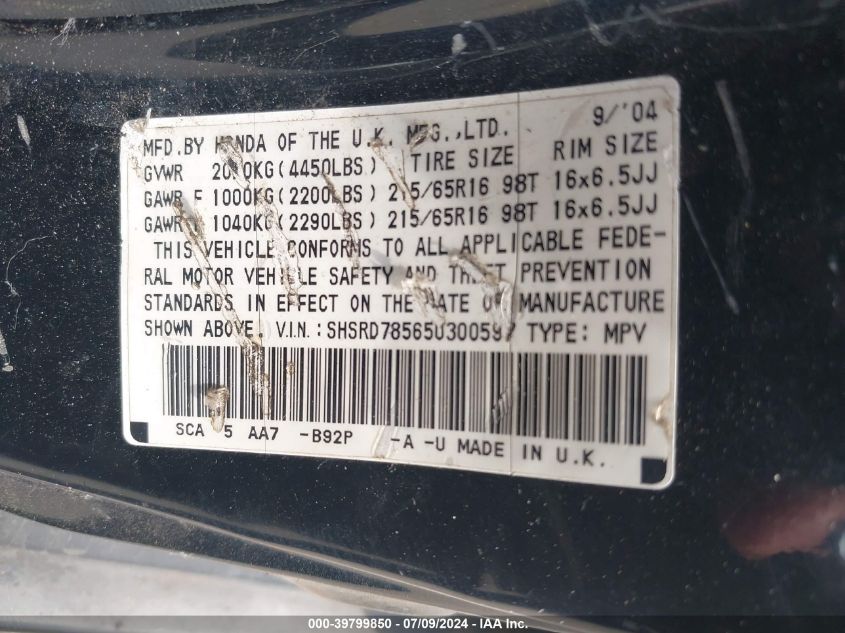 9/'04
MFD.BY HONDA OF THE U.K. MFG.,LTD.
GVWR 2020KG(4450LBS) TIRE SIZE RIM SIZE
GAWR F 1000KG(2200LBS) 215/65R16 98T 16x6.5JJ
GAWR 1040KG(2290LBS) 215/65R16 98T 16x6.5JJ
THIS VEHICLE CONFORMS TO ALL APPLICABLE FEDE-
RAL MOTOR VEHICLE SAFETY AND THEFT PREVENTION
STANDARDS IN EFFECT ON THE DATE OF MANUFACTURE
SHOWN ABOVE. V.I.N.: TYPE: MPV
SCA 5 AA7 -B92P -A -U MADE IN U.K.
000-39799850 / 07/09/2024 - IAA Inc.